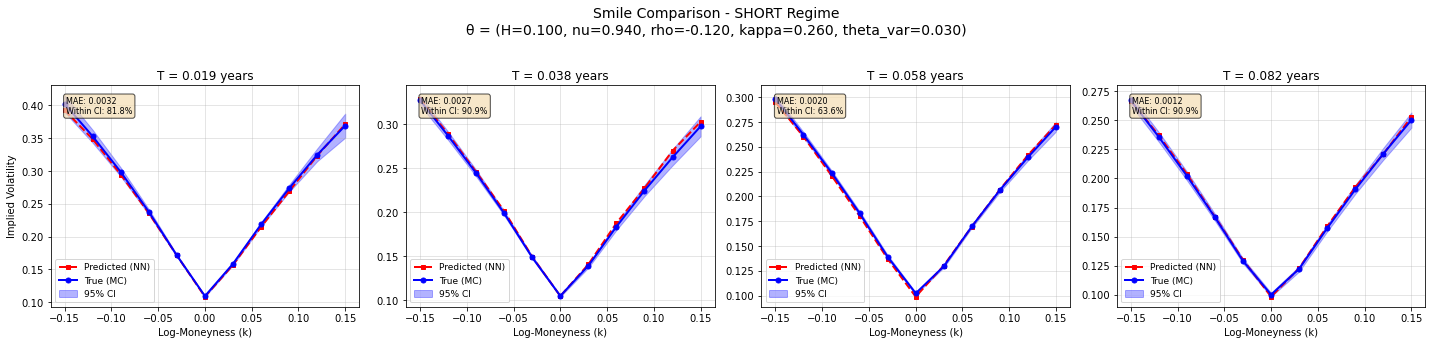 Smile Comparison - SHORT Regime
θ = (H=0.100, nu=0.940, rho=-0.120, kappa=0.260, theta_var=0.030)
T = 0.019 years
MAE: 0.0032
Within CI: 81.8%
0.40
0.35
0.30
0.25
0.20
0.15
0.10
Implied Volatility
Predicted (NN)
True (MC)
95% CI
−0.15 −0.10 −0.05 0.00 0.05 0.10 0.15
Log-Moneyness (k)
T = 0.038 years
MAE: 0.0027
Within CI: 90.9%
0.30
0.25
0.20
0.15
0.10
Predicted (NN)
True (MC)
95% CI
−0.15 −0.10 −0.05 0.00 0.05 0.10 0.15
Log-Moneyness (k)
T = 0.058 years
MAE: 0.0020
Within CI: 63.6%
0.300
0.275
0.250
0.225
0.200
0.175
0.150
0.125
0.100
Predicted (NN)
True (MC)
95% CI
−0.15 −0.10 −0.05 0.00 0.05 0.10 0.15
Log-Moneyness (k)
T = 0.082 years
MAE: 0.0012
Within CI: 90.9%
0.275
0.250
0.225
0.200
0.175
0.150
0.125
0.100
Predicted (NN)
True (MC)
95% CI
−0.15 −0.10 −0.05 0.00 0.05 0.10 0.15
Log-Moneyness (k)